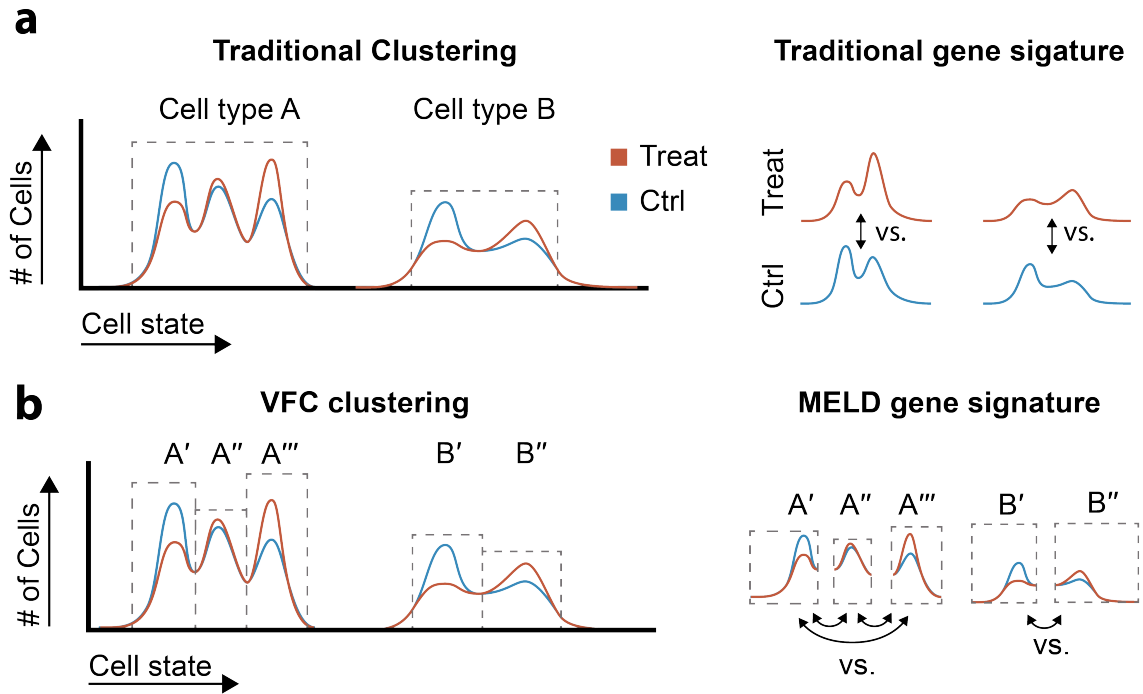 a
Traditional Clustering
Traditional gene sigature
Cell type A
Cell type B
Treat
Ctrl
# of Cells
Cell state
Treat
vs.
vs.
Ctrl
b
VFC clustering
MELD gene signature
A′
A″
A‴
B′
B″
# of Cells
Cell state
A′
A″
A‴
B′
B″
vs.
vs.